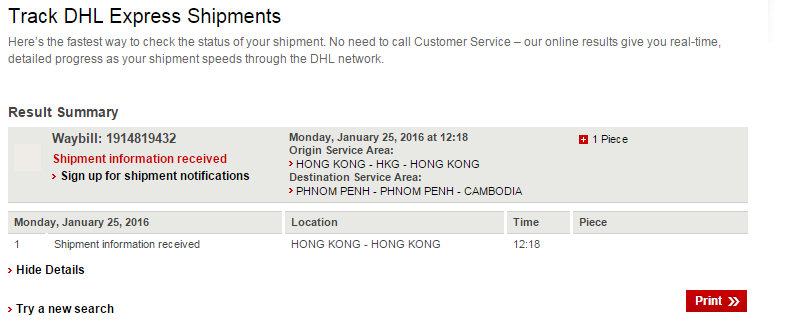 Track DHL Express Shipments
Here's the fastest way to check the status of your shipment. No need to call Customer Service – our online results give you real-time,
detailed progress as your shipment speeds through the DHL network.
Result Summary
Waybill: 1914819432
Shipment information received
Sign up for shipment notifications
Monday, January 25, 2016 at 12:18
Origin Service Area:
HONG KONG - HKG - HONG KONG
Destination Service Area:
PHNOM PENH - PHNOM PENH - CAMBODIA
1 Piece
Monday, January 25, 2016 Location Time Piece
1 Shipment information received HONG KONG - HONG KONG 12:18
Hide Details
Print
Try a new search